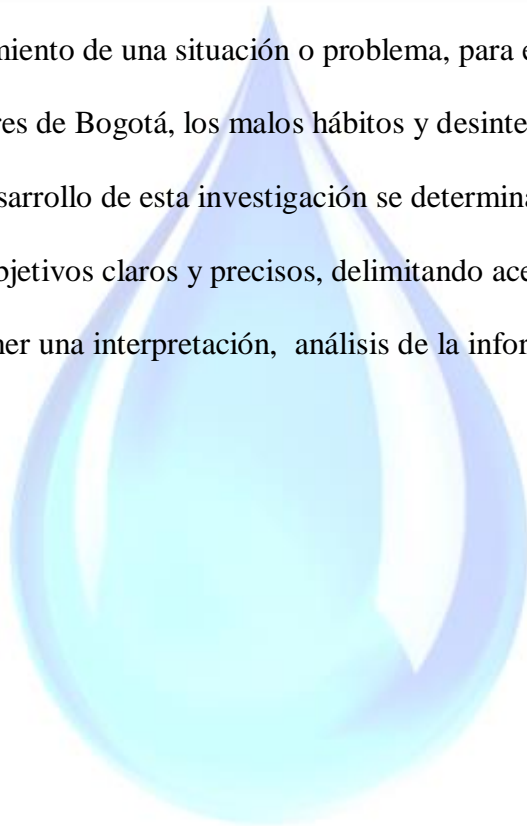 miento de una situación o problema, para e
res de Bogotá, los malos hábitos y desinte
sarrollo de esta investigación se determina
bjetivos claros y precisos, delimitando ace
ner una interpretación,  análisis de la infor